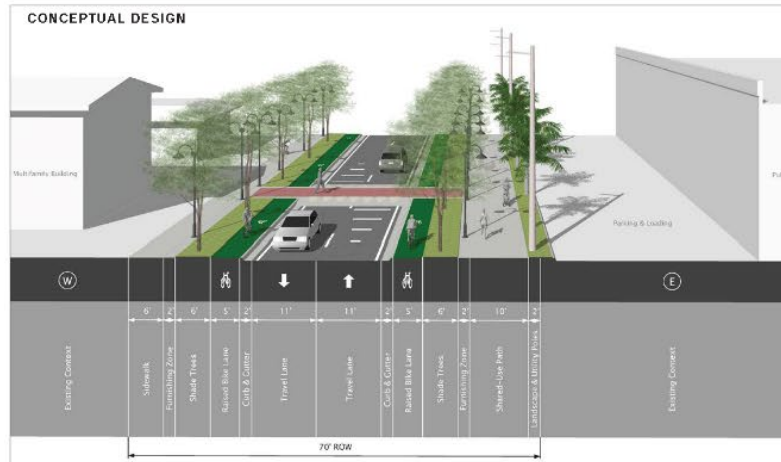 CONCEPTUAL DESIGN
Multifamily Building
Parking & Loading
W
E
6'
2'
6'
5'
2'
11'
11'
2'
5'
6'
2'
10'
2'
Existing Context
Sidewalk
Furnishing Zone
Shade Trees
Raised Bike Lane
Curb & Gutter
Travel Lane
Travel Lane
Curb & Gutter
Raised Bike Lane
Shade Trees
Furnishing Zone
Shared-Use Path
Landscape & Utility Poles
Existing Context
70' ROW